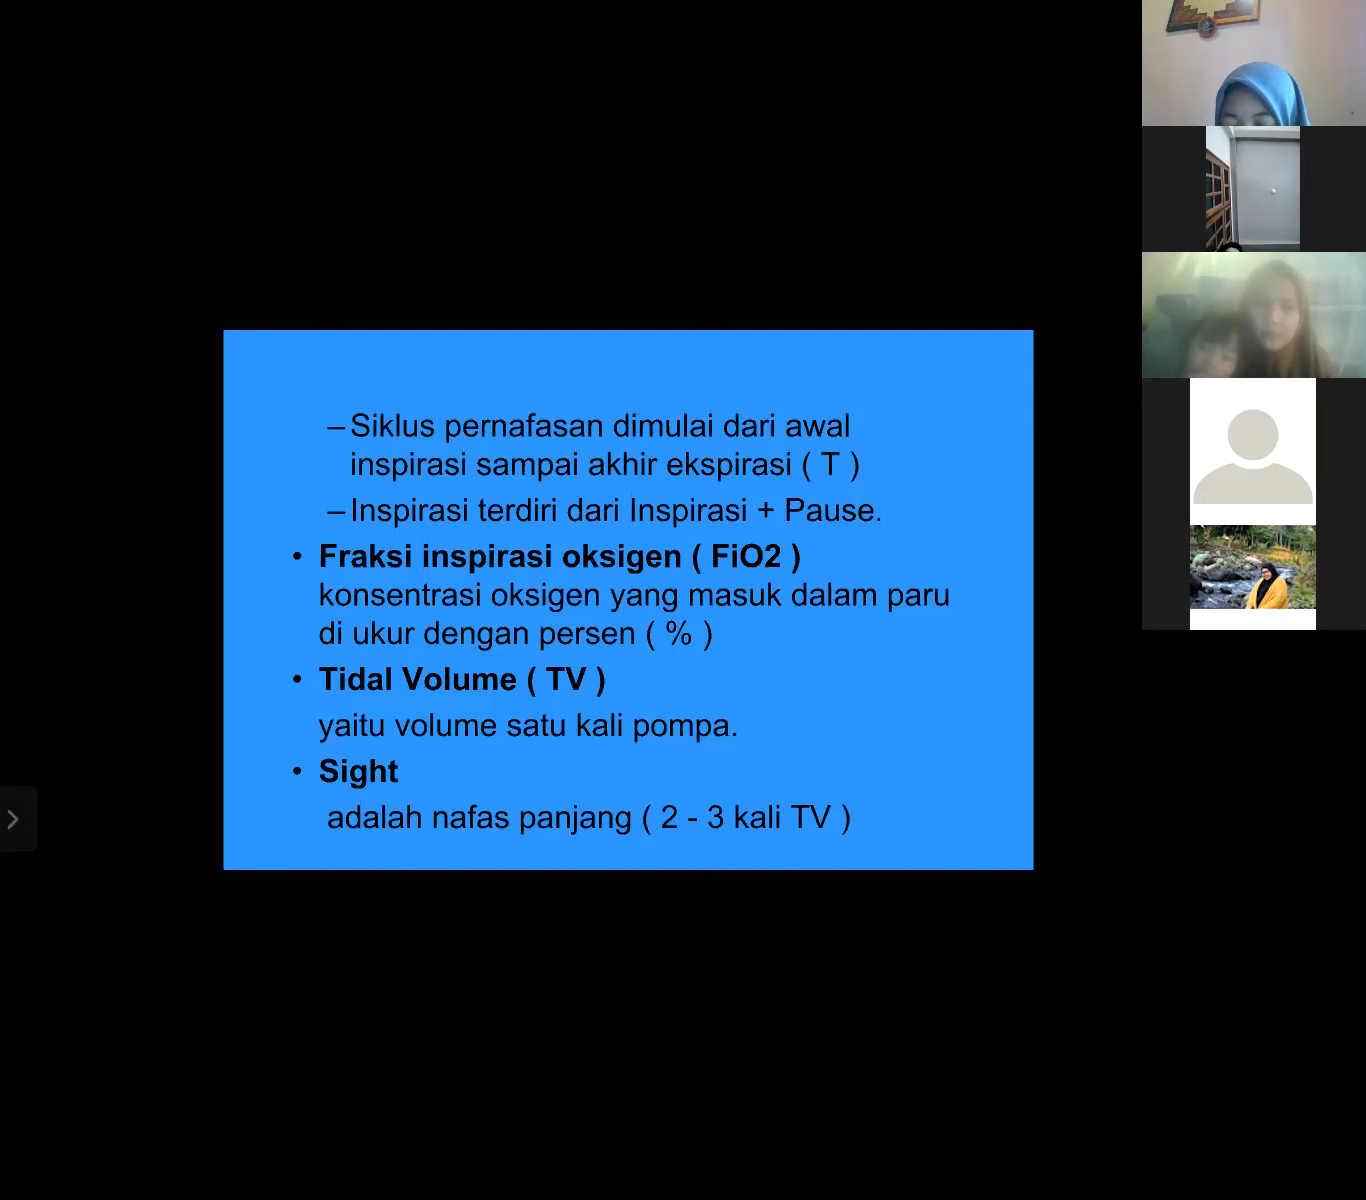 – Siklus pernafasan dimulai dari awal
inspirasi sampai akhir ekspirasi ( T )
– Inspirasi terdiri dari Inspirasi + Pause.
• Fraksi inspirasi oksigen ( FiO2 )
konsentrasi oksigen yang masuk dalam paru
di ukur dengan persen ( % )
• Tidal Volume ( TV )
yaitu volume satu kali pompa.
• Sight
adalah nafas panjang ( 2 - 3 kali TV )